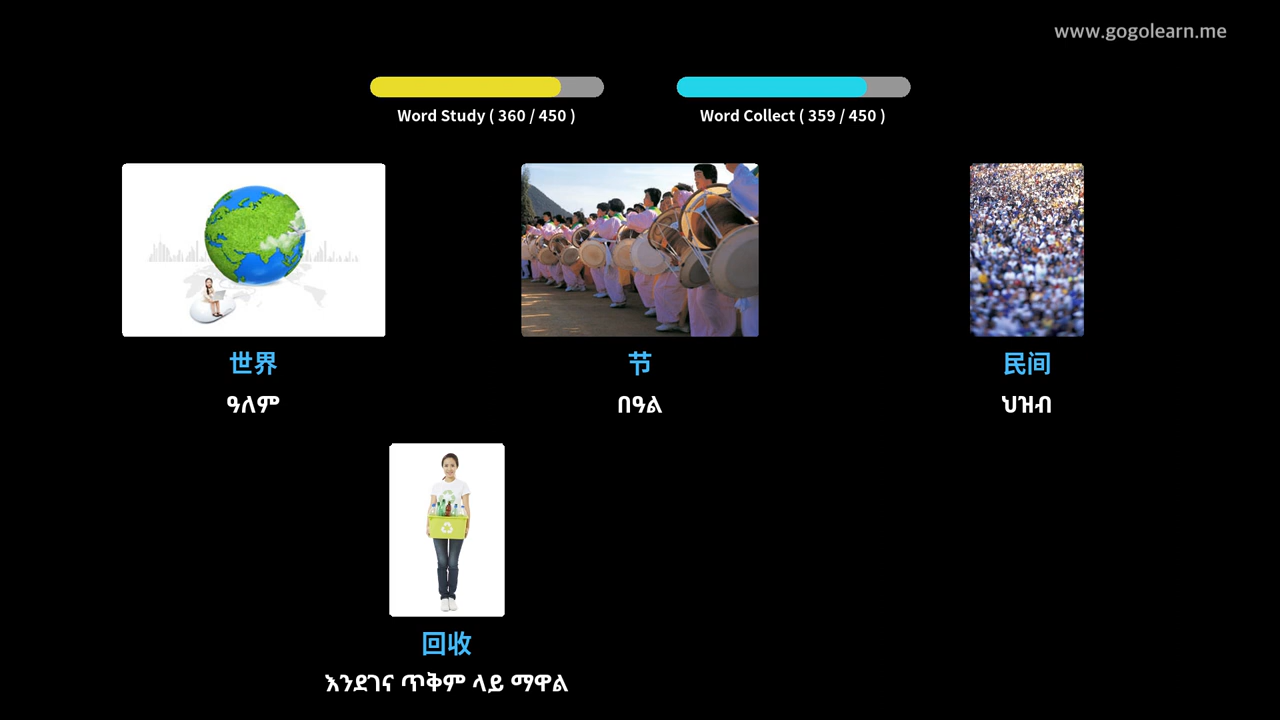 www.gogolearn.me
Word Study ( 360 / 450 )
Word Collect ( 359 / 450 )
世界
节
民间
ዓለም
በዓል
ህዝብ
回收
እንደገና ጥቅም ላይ ማዋል